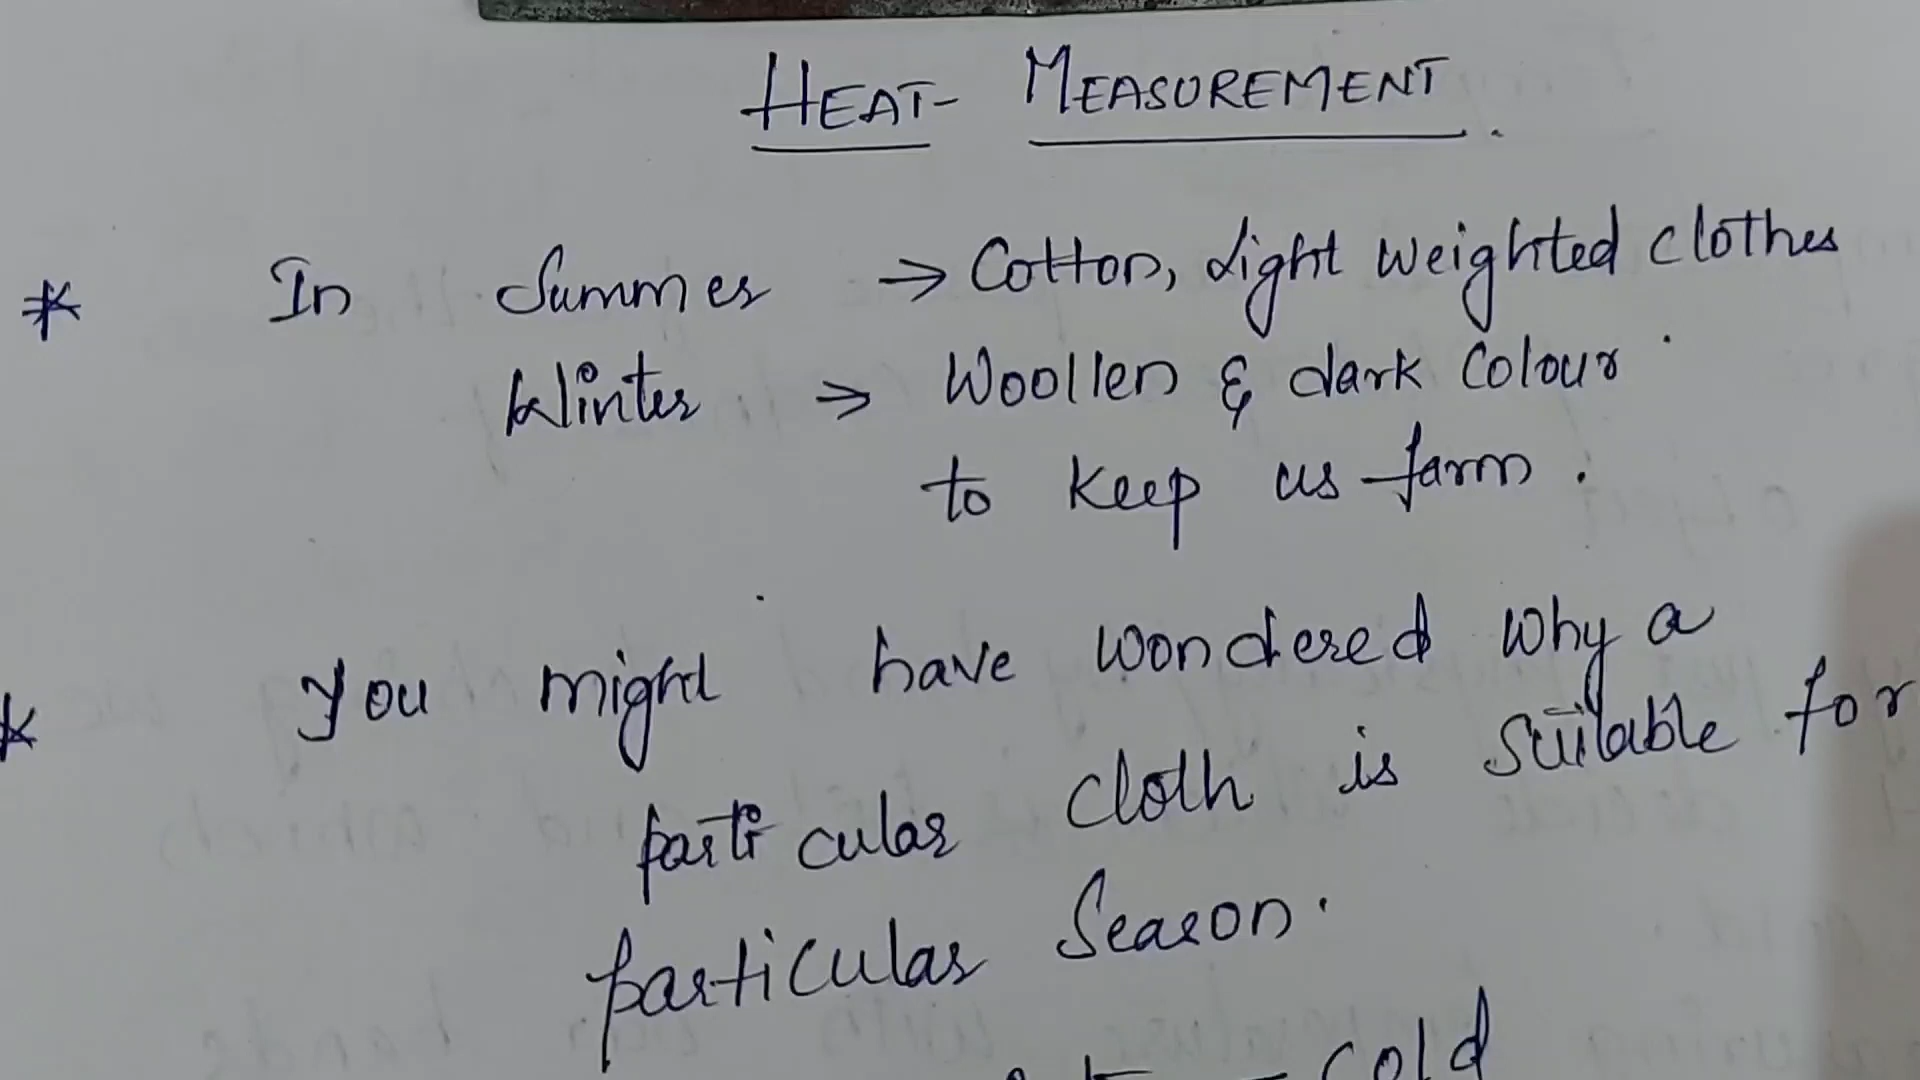 HEAT- MEASUREMENT.
* In Summer → Cotton, Light weighted clothes
Winter → Woollen & dark Colour
to keep us farm.
* You might have wondered why a
particular cloth is suitable for
particular Season.
cold